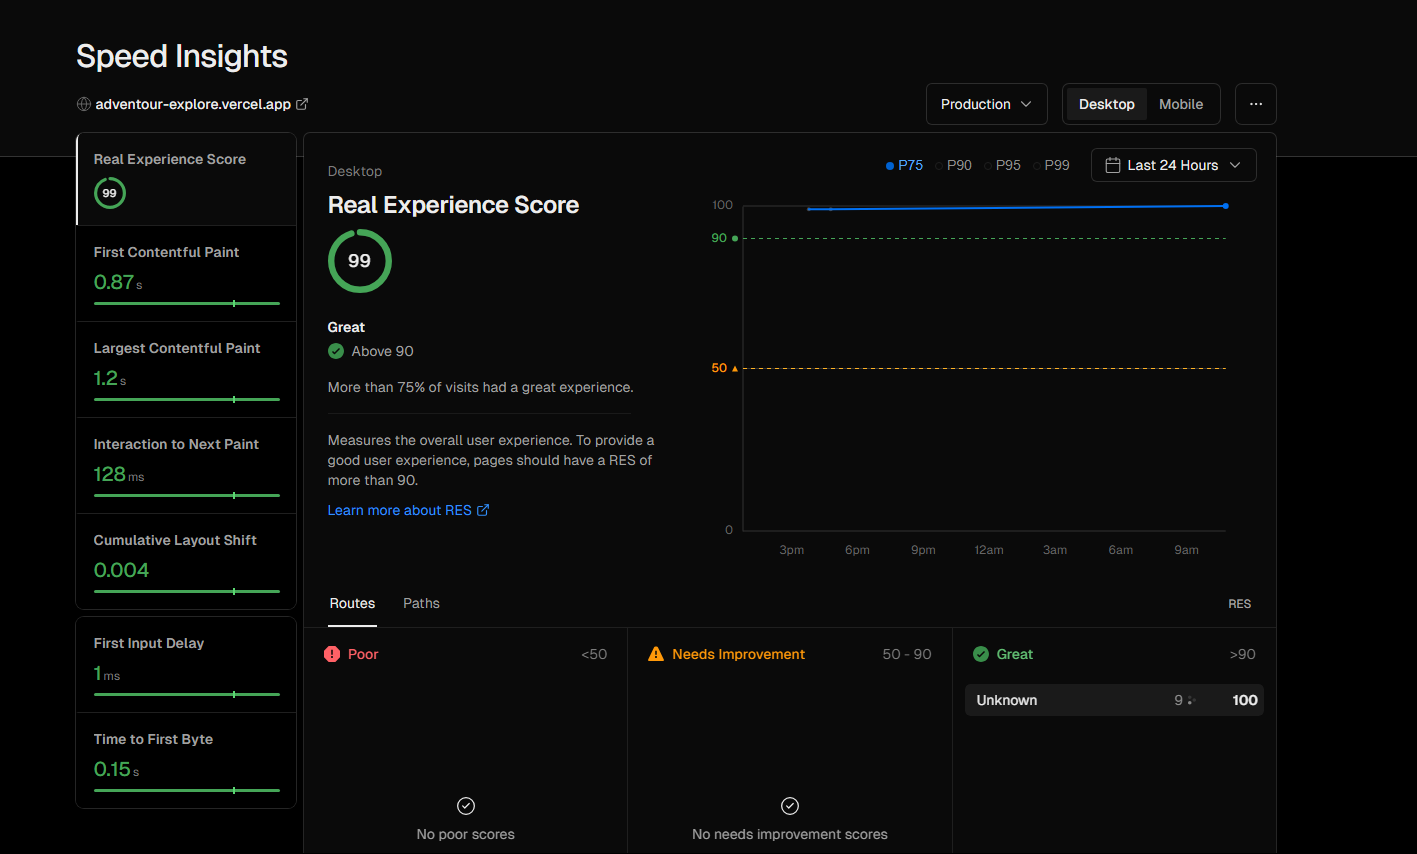 Speed Insights
adventour-explore.vercel.app
Production
Desktop
Mobile
...
Real Experience Score
99
First Contentful Paint
0.87 s
Largest Contentful Paint
1.2 s
Interaction to Next Paint
128 ms
Cumulative Layout Shift
0.004
First Input Delay
1 ms
Time to First Byte
0.15 s
Desktop
Real Experience Score
99
Great
Above 90
More than 75% of visits had a great experience.
Measures the overall user experience. To provide a
good user experience, pages should have a RES of
more than 90.
Learn more about RES
P75 P90 P95 P99
Last 24 Hours
100
90
50
0
3pm 6pm 9pm 12am 3am 6am 9am
Routes Paths RES
Poor <50
No poor scores
Needs Improvement 50 - 90
No needs improvement scores
Great >90
Unknown 9 100